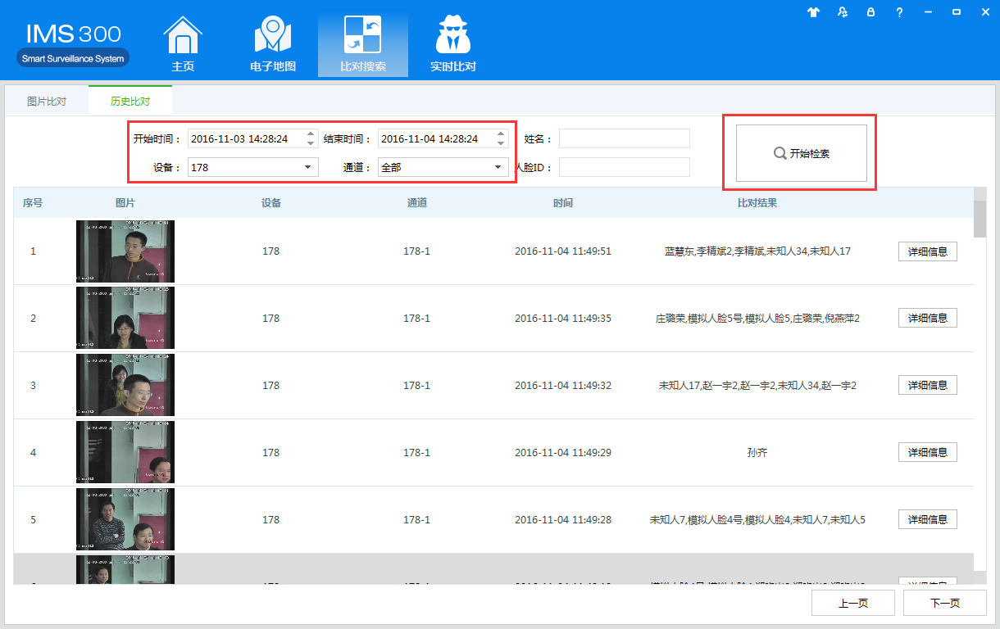 IMS 300
Smart Surveillance System
主页
电子地图
比对搜索
实时比对
图片比对
历史比对
开始时间：
2016-11-03 14:28:24
结束时间：
2016-11-04 14:28:24
姓名：
设备：
178
通道：
全部
人脸ID：
开始检索
序号 图片 设备 通道 时间 比对结果
1 178 178-1 2016-11-04 11:49:51 蓝慧东,李精斌2,李精斌,未知人34,未知人17 详细信息
2 178 178-1 2016-11-04 11:49:35 庄璐荣,模拟人脸5号,模拟人脸5,庄璐荣,倪燕萍2 详细信息
3 178 178-1 2016-11-04 11:49:32 未知人17,赵一宇2,赵一宇2,未知人34,赵一宇2 详细信息
4 178 178-1 2016-11-04 11:49:29 孙齐 详细信息
5 178 178-1 2016-11-04 11:49:28 未知人7,模拟人脸4号,模拟人脸4,未知人7,未知人5 详细信息
上一页
下一页